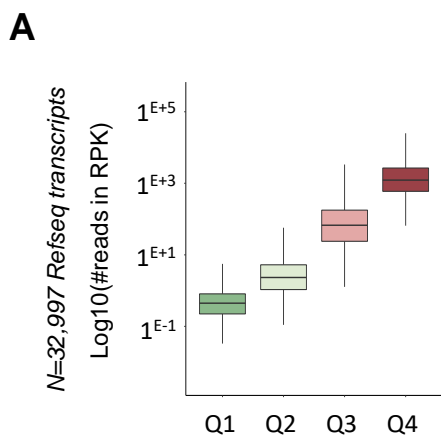 A
N=32,997 Refseq transcripts
Log10(#reads in RPK)
1E+5
1E+3
1E+1
1E-1
Q1 Q2 Q3 Q4